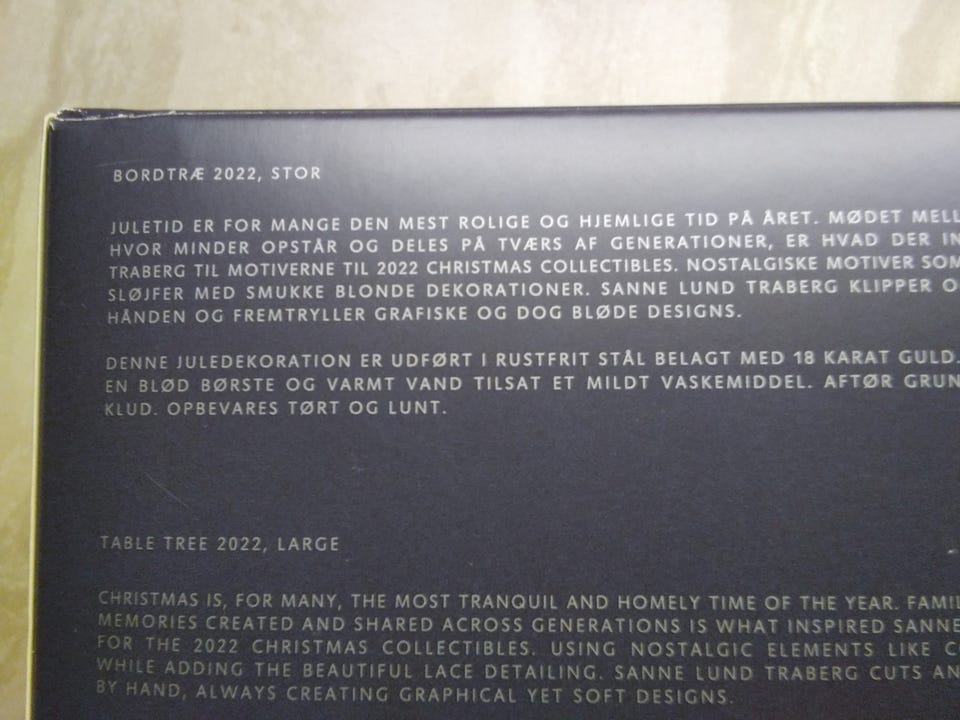 BORDTRÆ 2022, STOR
JULETID ER FOR MANGE DEN MEST ROLIGE OG HJEMLIGE TID PÅ ÅRET. MØDET MELL
HVOR MINDER OPSTÅR OG DELES PÅ TVÆRS AF GENERATIONER, ER HVAD DER IN
TRABERG TIL MOTIVERNE TIL 2022 CHRISTMAS COLLECTIBLES. NOSTALGISKE MOTIVER SOM
SLØJFER MED SMUKKE BLONDE DEKORATIONER. SANNE LUND TRABERG KLIPPER O
HÅNDEN OG FREMTRYLLER GRAFISKE OG DOG BLØDE DESIGNS.
DENNE JULEDEKORATION ER UDFØRT I RUSTFRIT STÅL BELAGT MED 18 KARAT GULD.
EN BLØD BØRSTE OG VARMT VAND TILSAT ET MILDT VASKEMIDDEL. AFTØR GRUN
KLUD. OPBEVARES TØRT OG LUNT.
TABLE TREE 2022, LARGE
CHRISTMAS IS, FOR MANY, THE MOST TRANQUIL AND HOMELY TIME OF THE YEAR. FAMIL
MEMORIES CREATED AND SHARED ACROSS GENERATIONS IS WHAT INSPIRED SANNE
FOR THE 2022 CHRISTMAS COLLECTIBLES. USING NOSTALGIC ELEMENTS LIKE C
WHILE ADDING THE BEAUTIFUL LACE DETAILING. SANNE LUND TRABERG CUTS AN
BY HAND, ALWAYS CREATING GRAPHICAL YET SOFT DESIGNS.